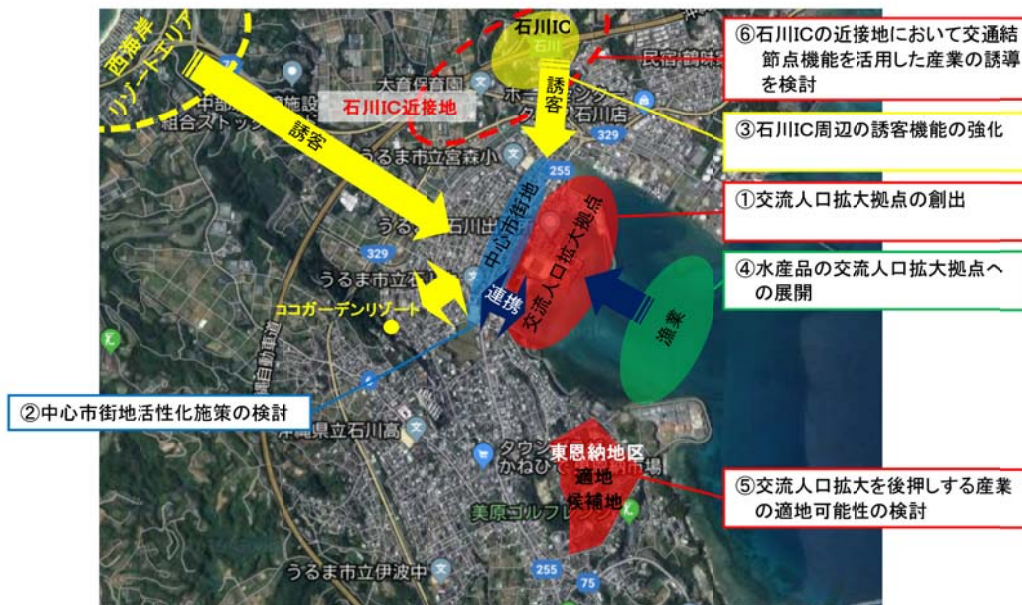 ⑥石川ICの近接地において交通結
節点機能を活用した産業の誘導
を検討
③石川IC周辺の誘客機能の強化
①交流人口拡大拠点の創出
④水産品の交流人口拡大拠点へ
の展開
⑤交流人口拡大を後押しする産業
の適地可能性の検討
②中心市街地活性化施策の検討
西海岸
リゾートエリア
誘客
石川IC
石川
誘客
石川IC近接地
大育保育園
329
うるま市立宮森小
255
中心市街地
交流人口拡大拠点
連携
漁業
329
ココガーデンリゾート
6
東恩納地区
適地
候補地
うるま市立伊波中
255
75